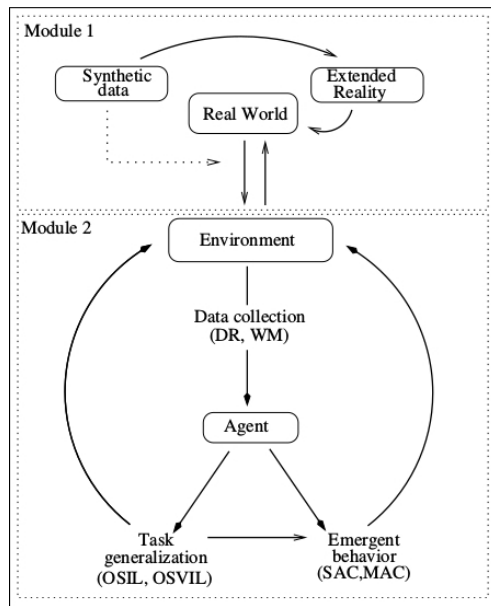 Module 1
Synthetic
data
Extended
Reality
Real World
Module 2
Environment
Data collection
(DR, WM)
Agent
Task
generalization
(OSIL, OSVIL)
Emergent
behavior
(SAC,MAC)